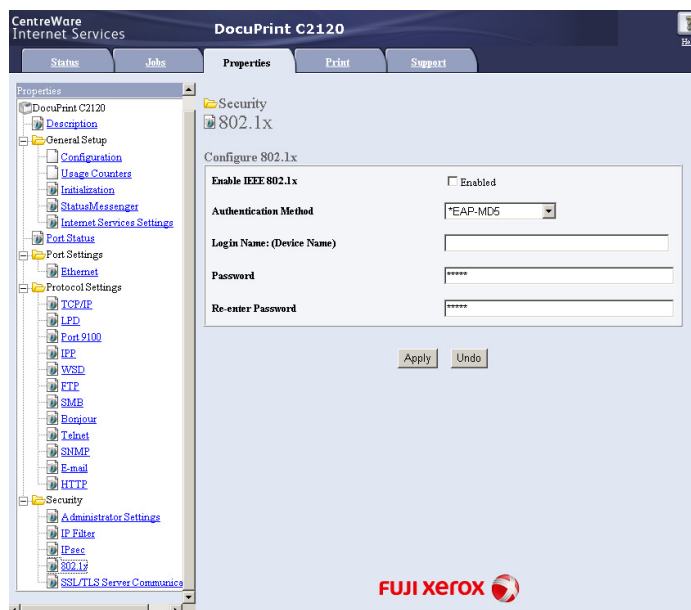 CentreWare
Internet Services
DocuPrint C2120
Status
Jobs
Properties
Print
Support
Properties
DocuPrint C2120
Description
General Setup
Configuration
Usage Counters
Initialization
StatusMessenger
Internet Services Settings
Port Status
Port Settings
Ethernet
Protocol Settings
TCP/IP
LPD
Port 9100
IPP
WSD
FTP
SMB
Bonjour
Telnet
SNMP
E-mail
HTTP
Security
Administrator Settings
IP Filter
IPsec
802.1x
SSL/TLS Server Communica
Security
802.1x
Configure 802.1x
Enable IEEE 802.1x
Enabled
Authentication Method
*EAP-MD5
Login Name: (Device Name)
Password
*****
Re-enter Password
*****
Apply
Undo
FUJI xerox